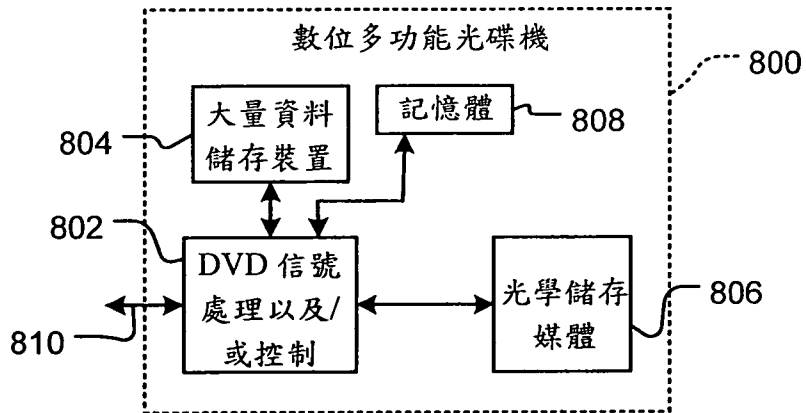 數位多功能光碟機
800
大量資料
儲存裝置
804
記憶體
808
802
DVD 信號
處理以及/
或控制
810
光學儲存
媒體
806